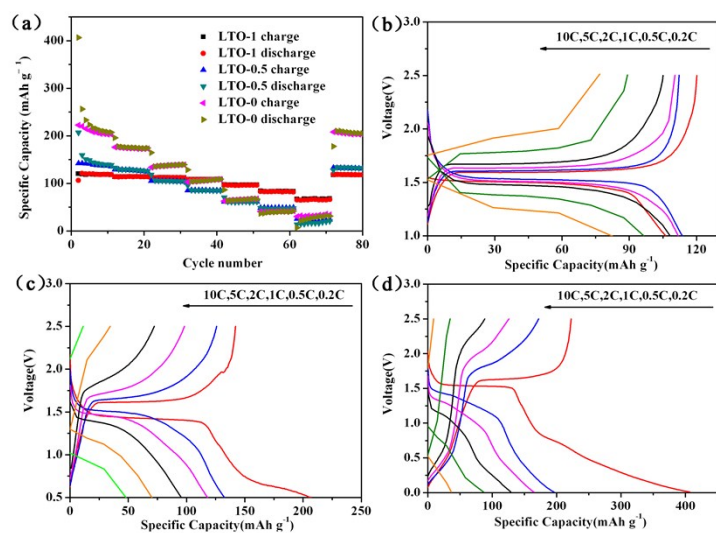 (a)
Specific Capacity (mAh g⁻¹)
400
300
200
100
0
LTO-1 charge
LTO-1 discharge
LTO-0.5 charge
LTO-0.5 discharge
LTO-0 charge
LTO-0 discharge
0 20 40 60 80
Cycle number
(b)
Voltage(V)
3.0
2.5
2.0
1.5
1.0
10C,5C,2C,1C,0.5C,0.2C
0 30 60 90 120
Specific Capacity(mAh g⁻¹)
(c)
Voltage(V)
3.0
2.5
2.0
1.5
1.0
0.5
10C,5C,2C,1C,0.5C,0.2C
0 50 100 150 200 250
Specific Capacity(mAh g⁻¹)
(d)
Voltage(V)
3.0
2.5
2.0
1.5
1.0
0.5
0.0
10C,5C,2C,1C,0.5C,0.2C
0 50 100 150 200 250 400
Specific Capacity(mAh g⁻¹)